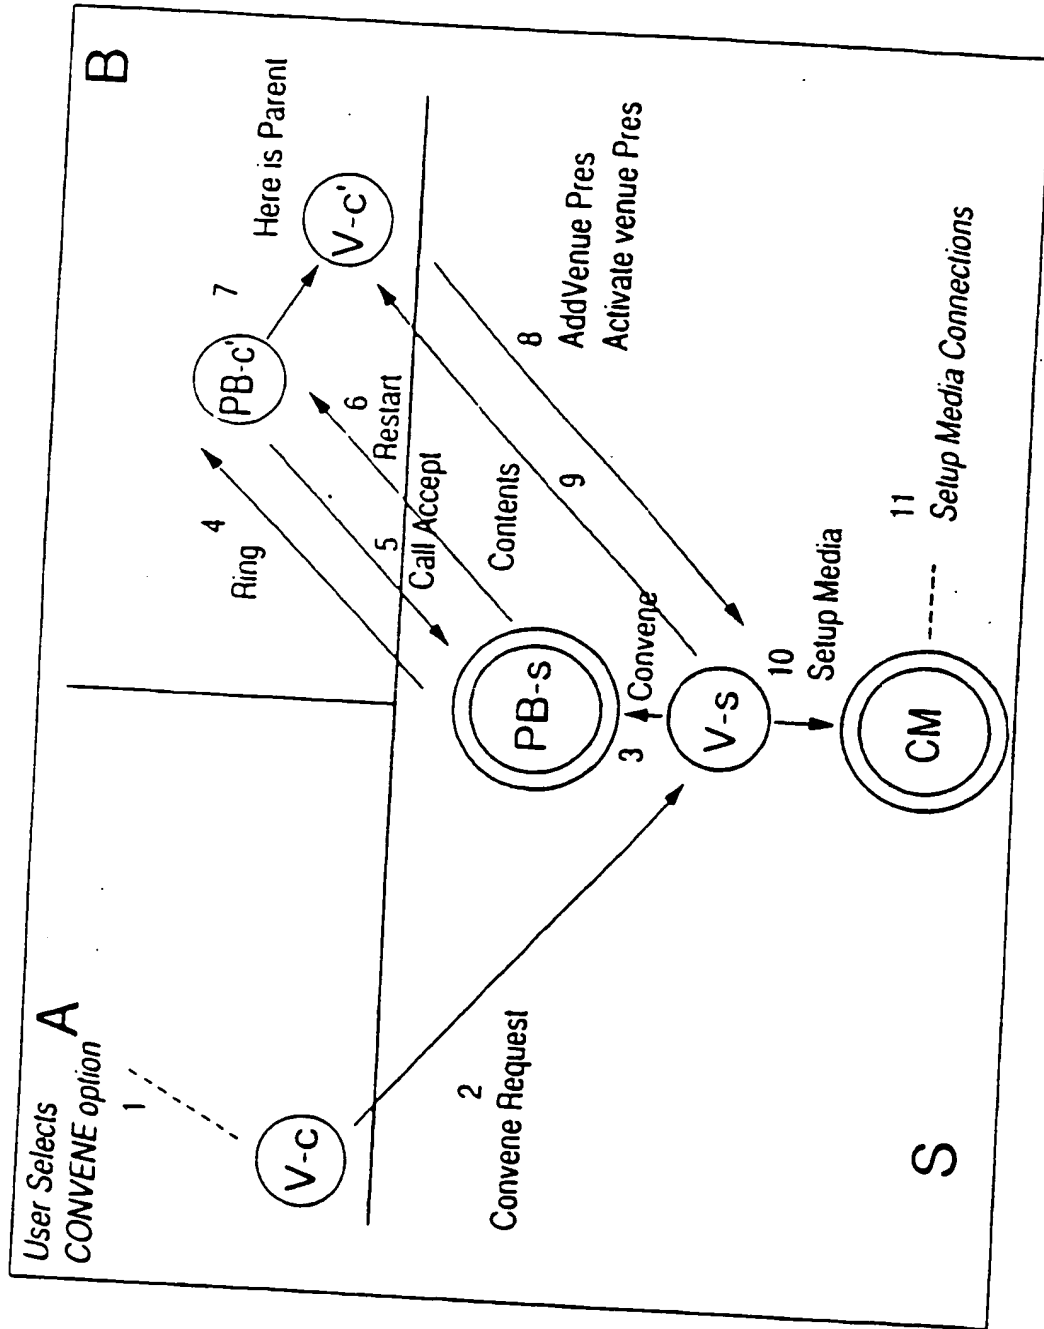 User Selects
CONVENE option
A
1
V-c
2
Convene Request
S
B
4
Ring
PB-c'
7
Here is Parent
V-c'
5
Call Accept
6
Restart
Contents
9
8
AddVenue Pres
Activate venue Pres
PB-s
3
Convene
V-s
10
Setup Media
CM
11
Setup Media Connections